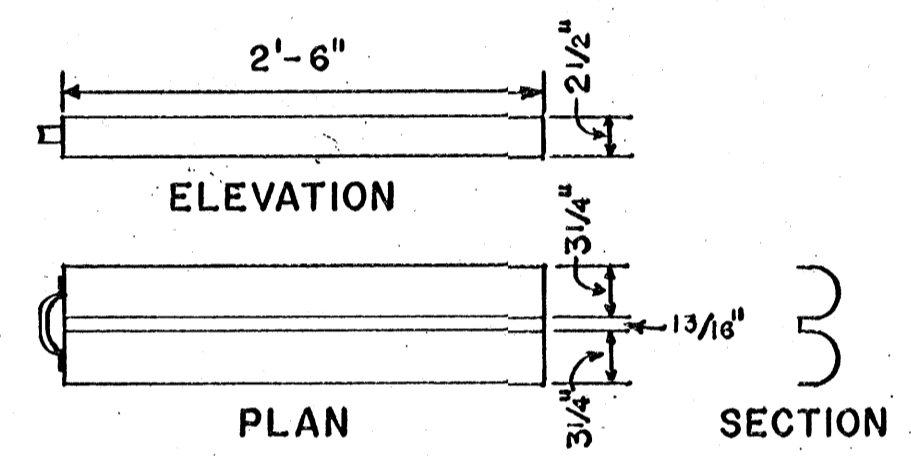 2'-6"
2 1/2"
ELEVATION
3 1/4"
13/16"
3 1/4"
PLAN
SECTION